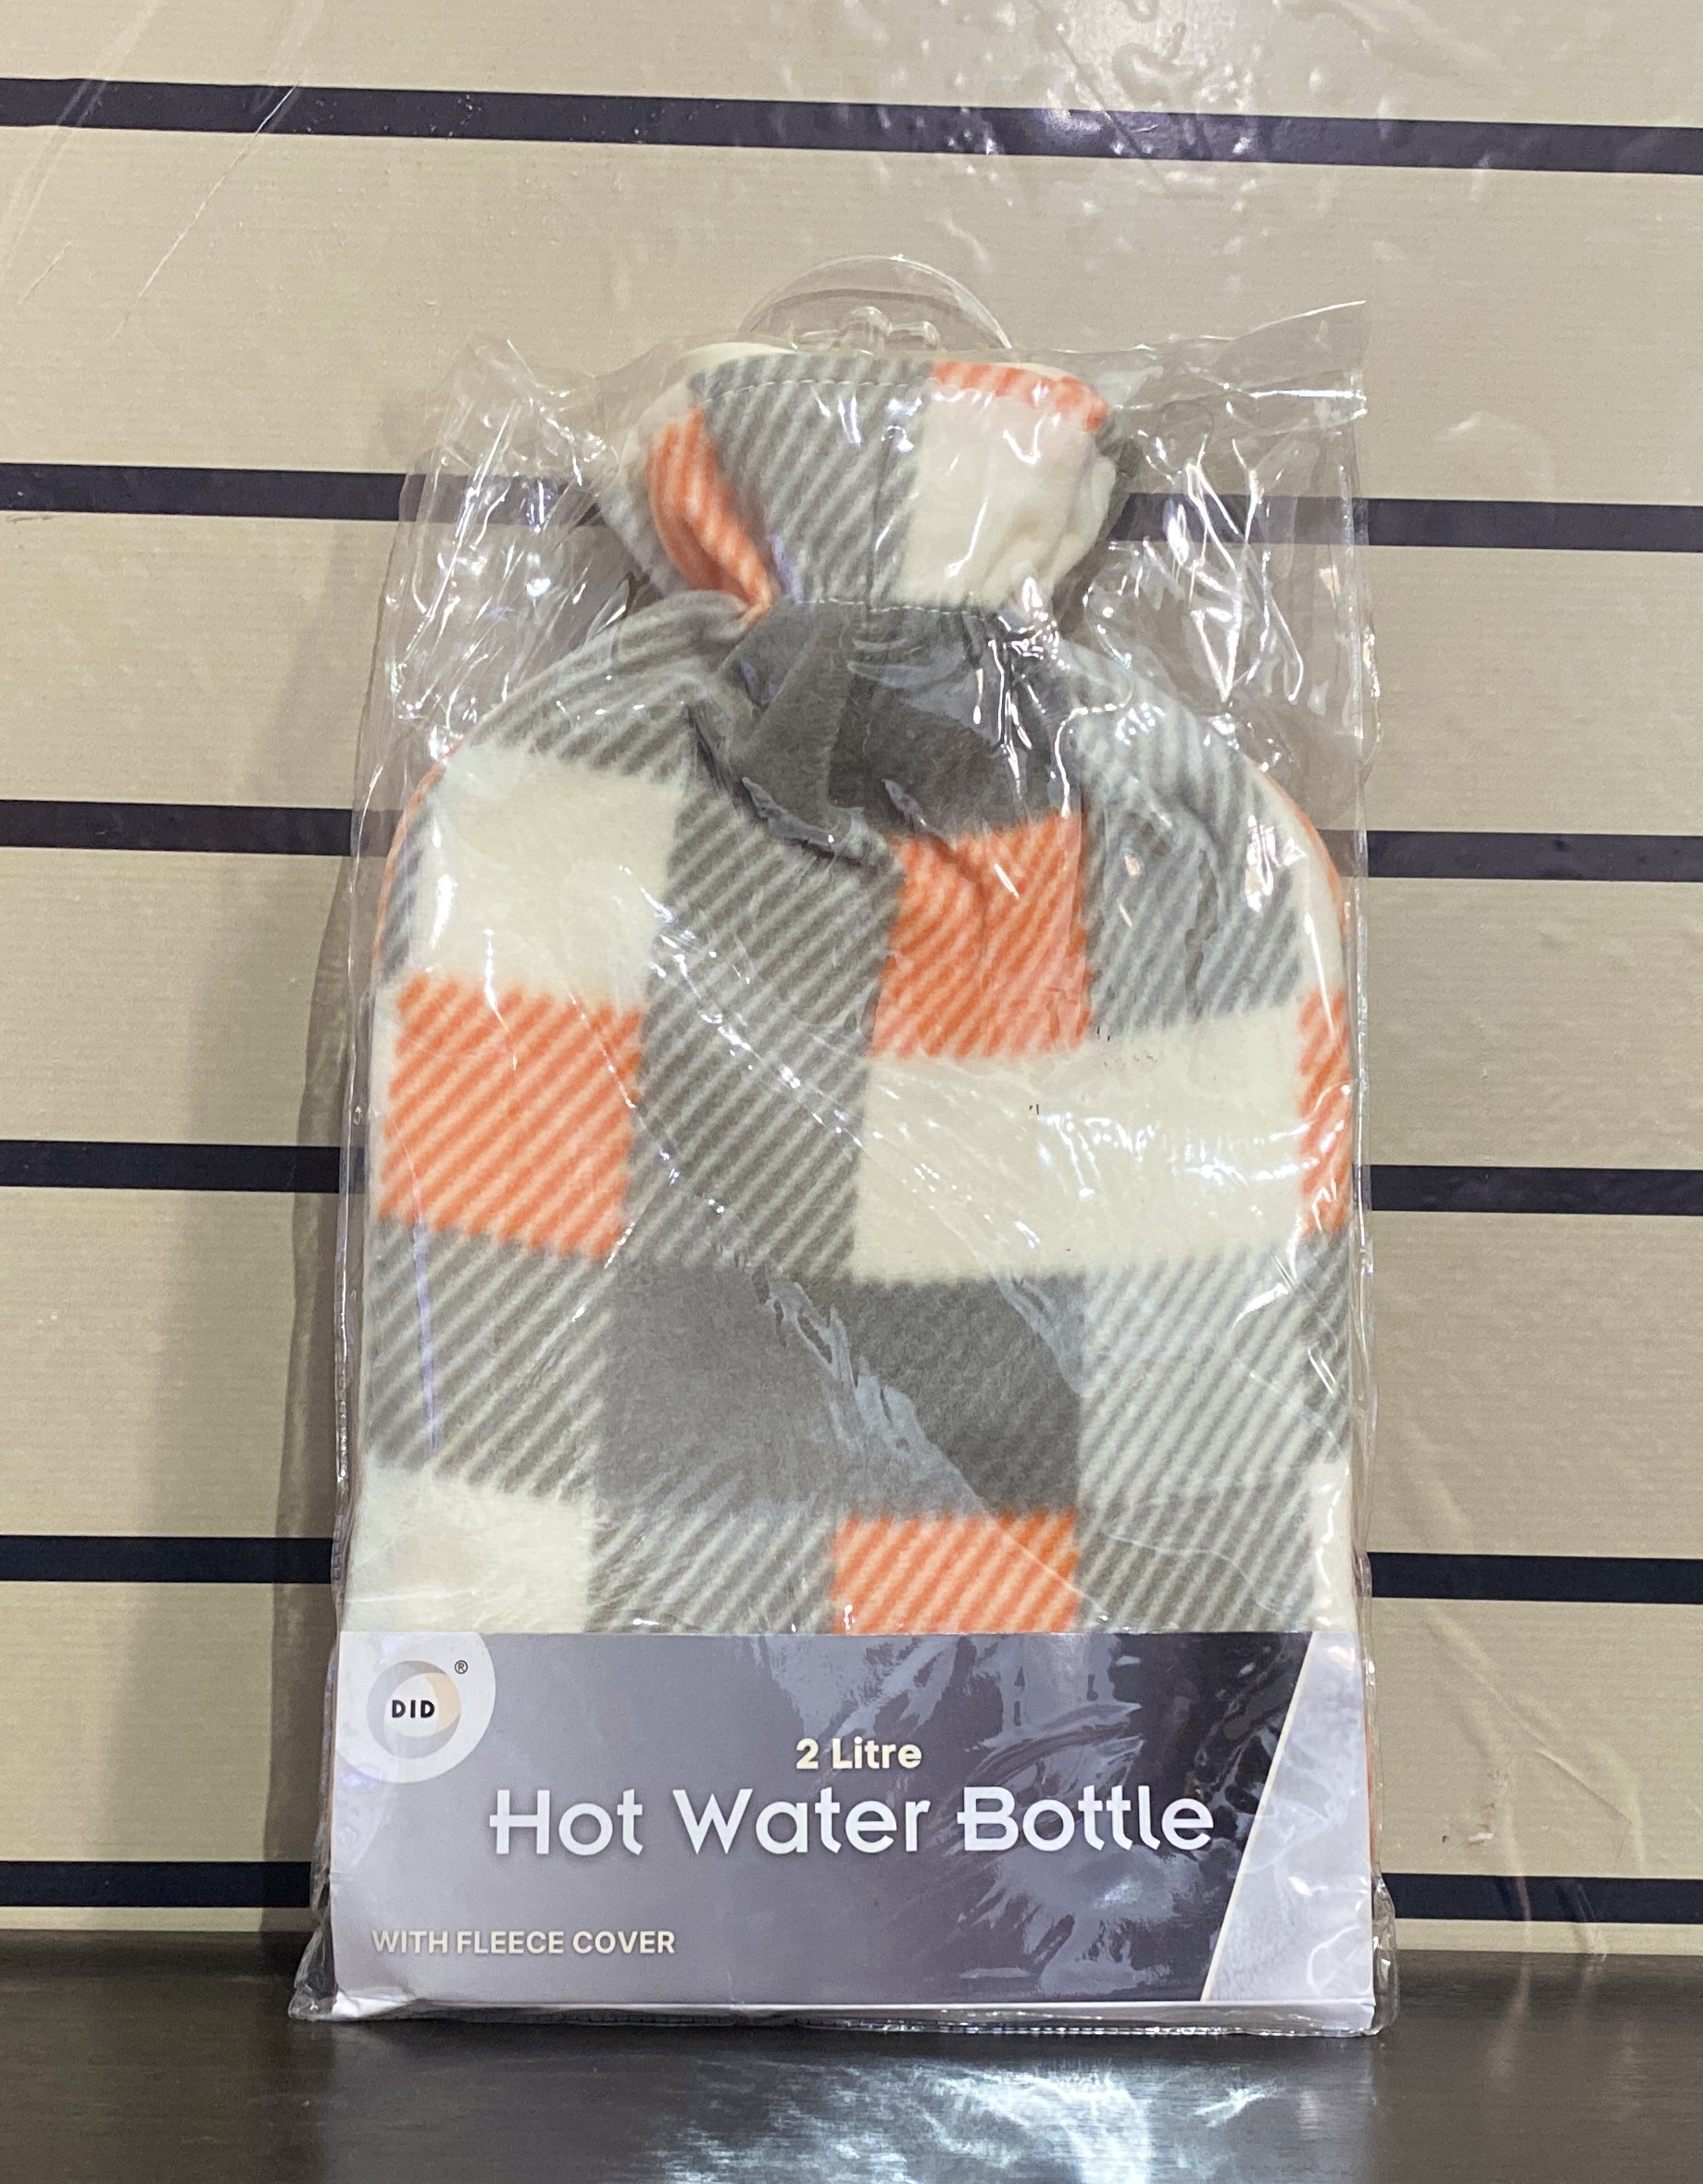 DID ®
2 Litre
Hot Water Bottle
WITH FLEECE COVER